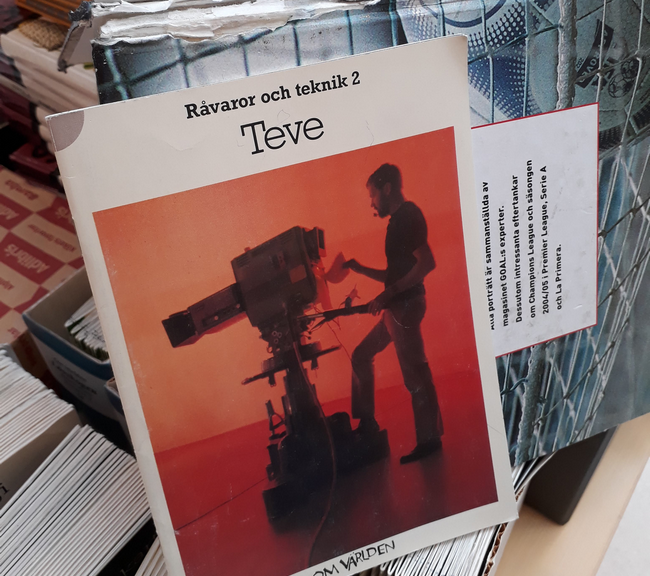 Råvaror och teknik 2
Teve
OM VÄRLDEN
porträtt är sammanställda av
magasinet GOAL:s experter.
Dessutom intressanta eftertankar
om Champions League och säsongen
2004/05 i Premier League, Serie A
och La Primera.
adlibris